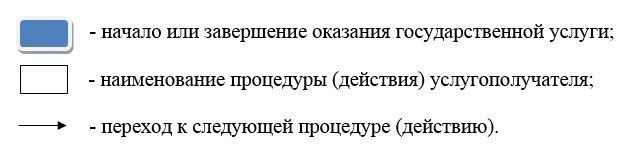 - начало или завершение оказания государственной услуги;
- наименование процедуры (действия) услугополучателя;
- переход к следующей процедуре (действию).